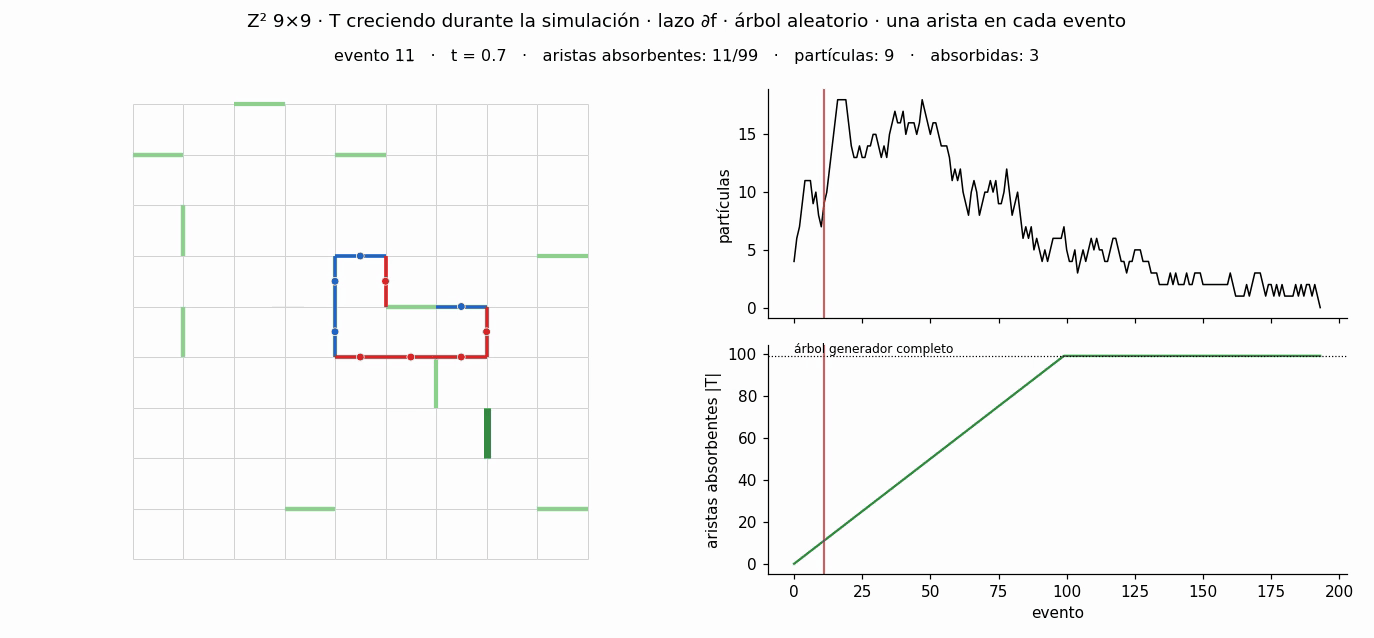 Z² 9×9 · T creciendo durante la simulación · lazo ∂f · árbol aleatorio · una arista en cada evento
evento 11 · t = 0.7 · aristas absorbentes: 11/99 · partículas: 9 · absorbidas: 3
partículas
15
10
5
0
aristas absorbentes |T|
árbol generador completo
100
80
60
40
20
0
0 25 50 75 100 125 150 175 200
evento